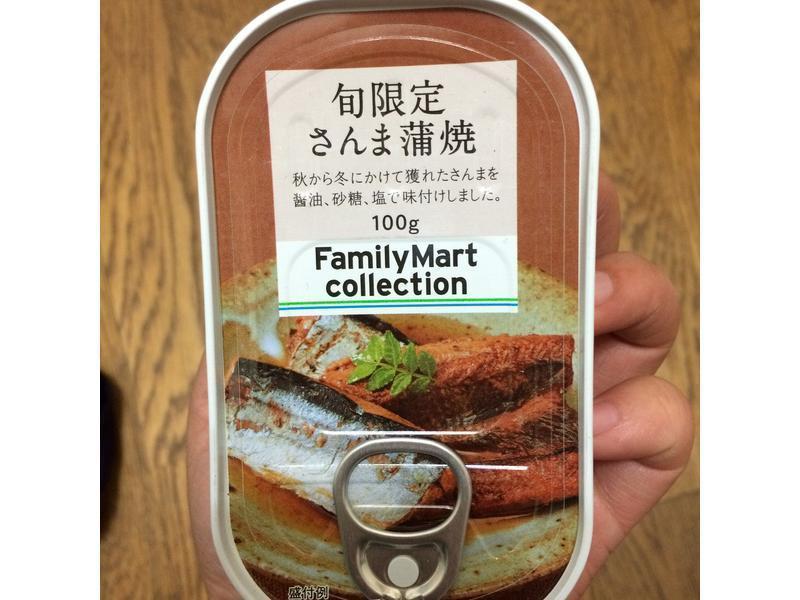 旬限定
さんま蒲焼
秋から冬にかけて獲れたさんまを
醤油、砂糖、塩で味付けしました。
100g
FamilyMart
collection
盛付例